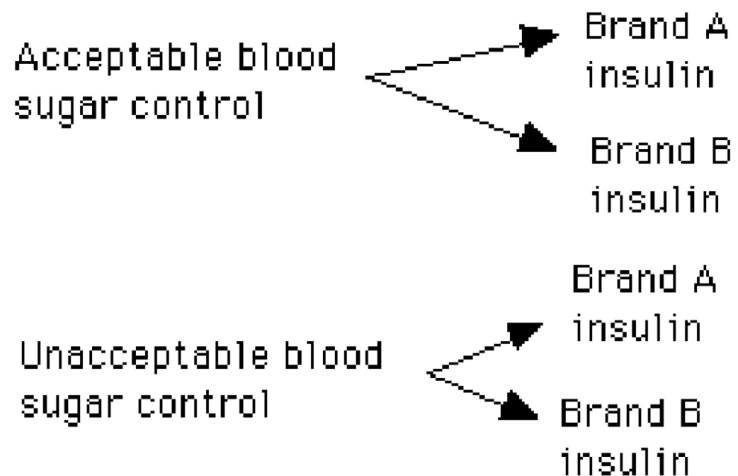 Acceptable blood
sugar control
Brand A
insulin
Brand B
insulin
Unacceptable blood
sugar control
Brand A
insulin
Brand B
insulin